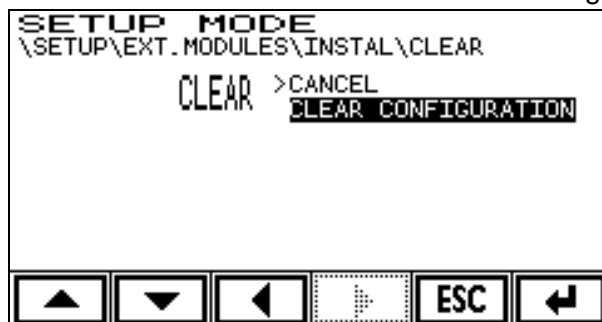 SETUP MODE
\SETUP\EXT.MODULES\INSTAL\CLEAR
CLEAR >CANCEL
CLEAR CONFIGURATION
ESC